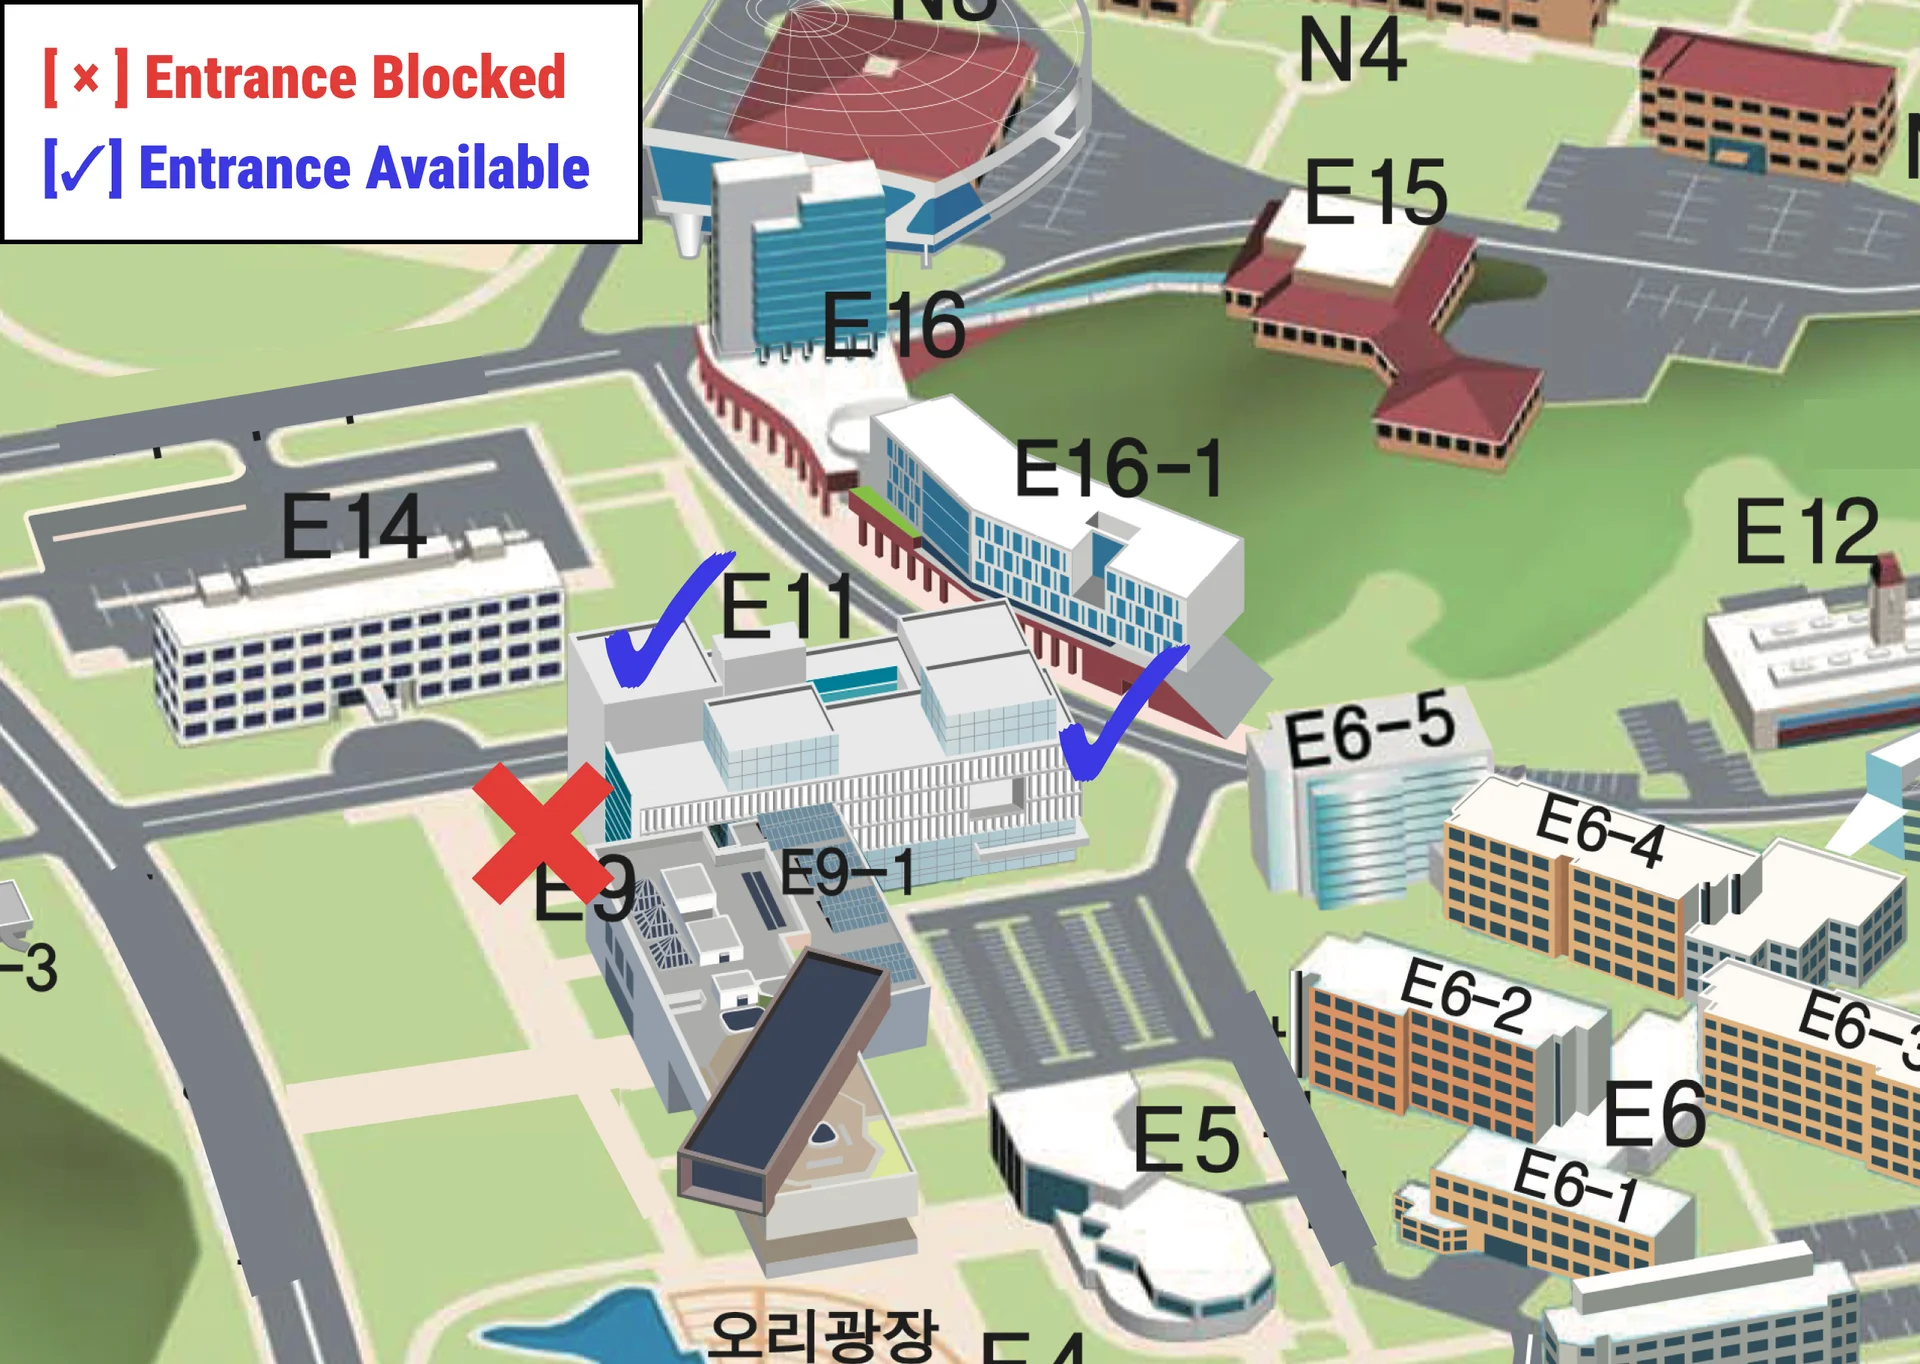 [ × ] Entrance Blocked
[✓] Entrance Available
N4
E15
E16
E16-1
E14
E12
E11
E6-5
E6-4
E9-1
E9
-3
E6-2
E6-3
E5
E6
E6-1
오리광장
E4